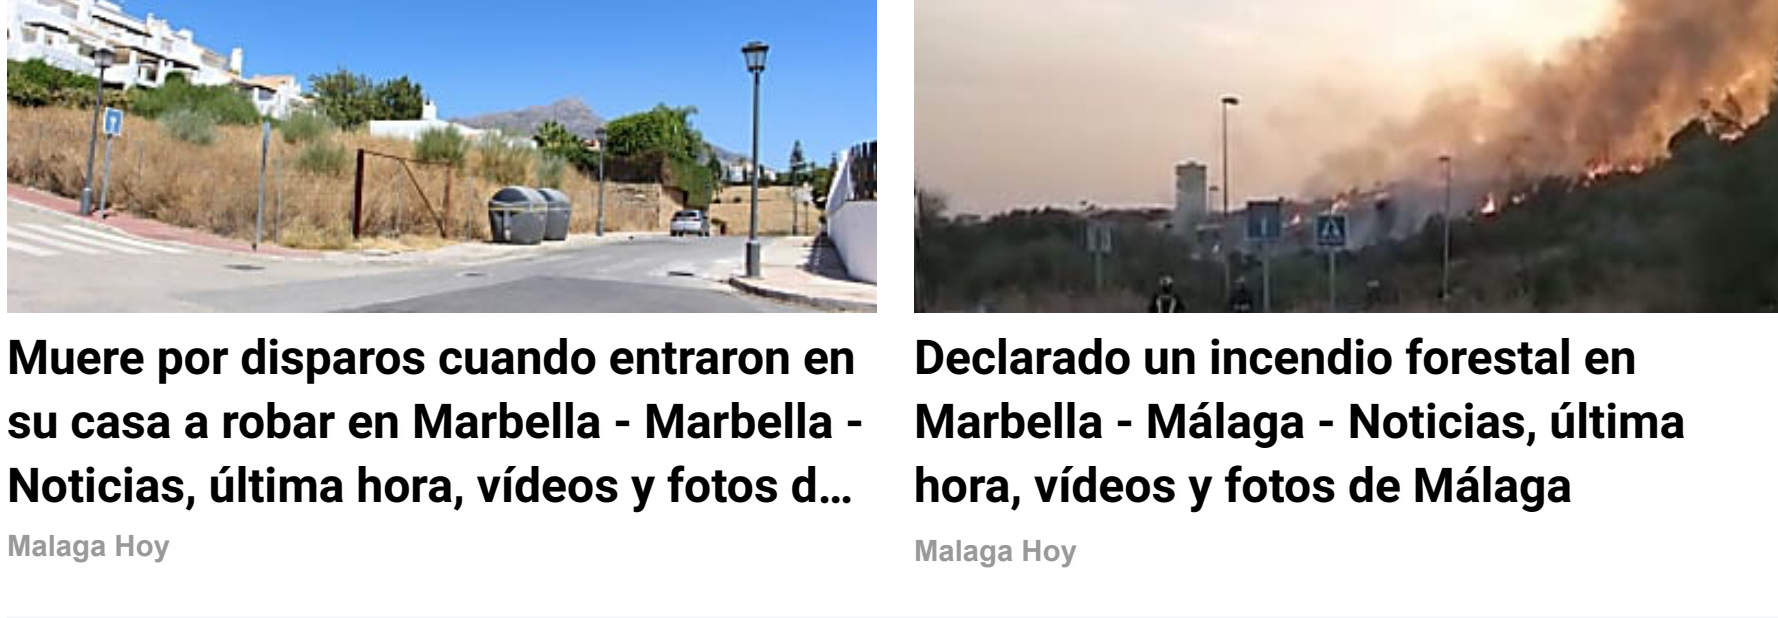 Muere por disparos cuando entraron en
su casa a robar en Marbella - Marbella -
Noticias, última hora, vídeos y fotos d...
Malaga Hoy
Declarado un incendio forestal en
Marbella - Málaga - Noticias, última
hora, vídeos y fotos de Málaga
Malaga Hoy